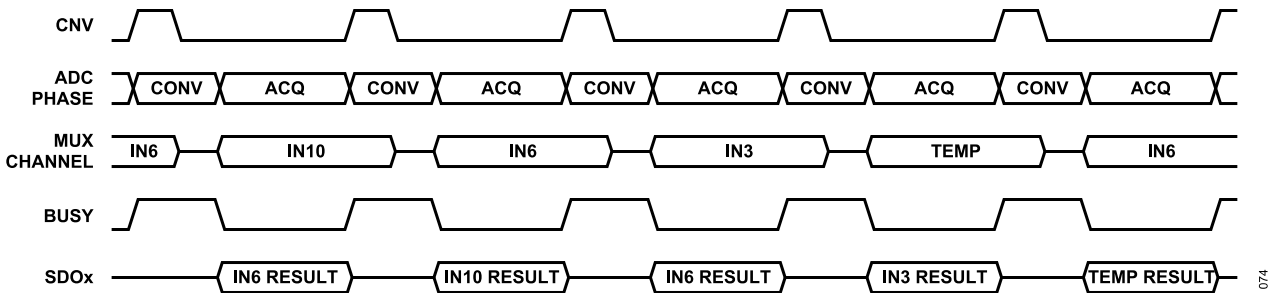 CNV
ADC
PHASE
CONV ACQ CONV ACQ CONV ACQ CONV ACQ CONV ACQ
MUX
CHANNEL
IN6 IN10 IN6 IN3 TEMP IN6
BUSY
SDOx
IN6 RESULT IN10 RESULT IN6 RESULT IN3 RESULT TEMP RESULT
074